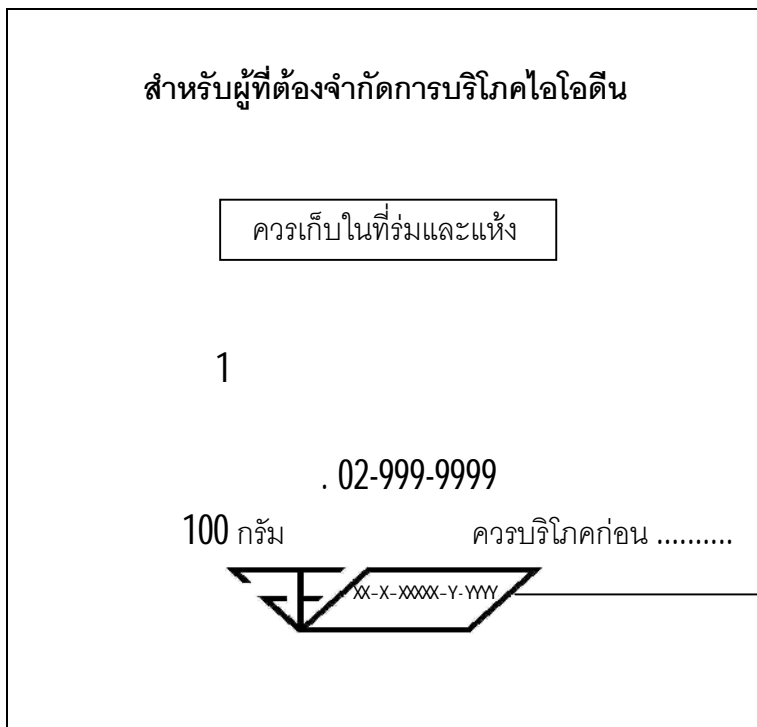 สำหรับผู้ที่ต้องจำกัดการบริโภคไอโอดีน
ควรเก็บในที่ร่มและแห้ง
1
. 02-999-9999
100 กรัม ควรบริโภคก่อน ..........
XX-X-XXXXX-Y-YYYY